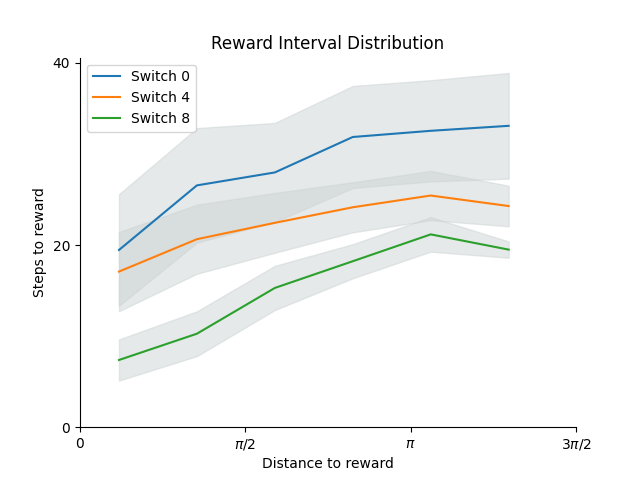 Reward Interval Distribution
40
20
0
Steps to reward
Switch 0
Switch 4
Switch 8
0
π/2
π
3π/2
Distance to reward